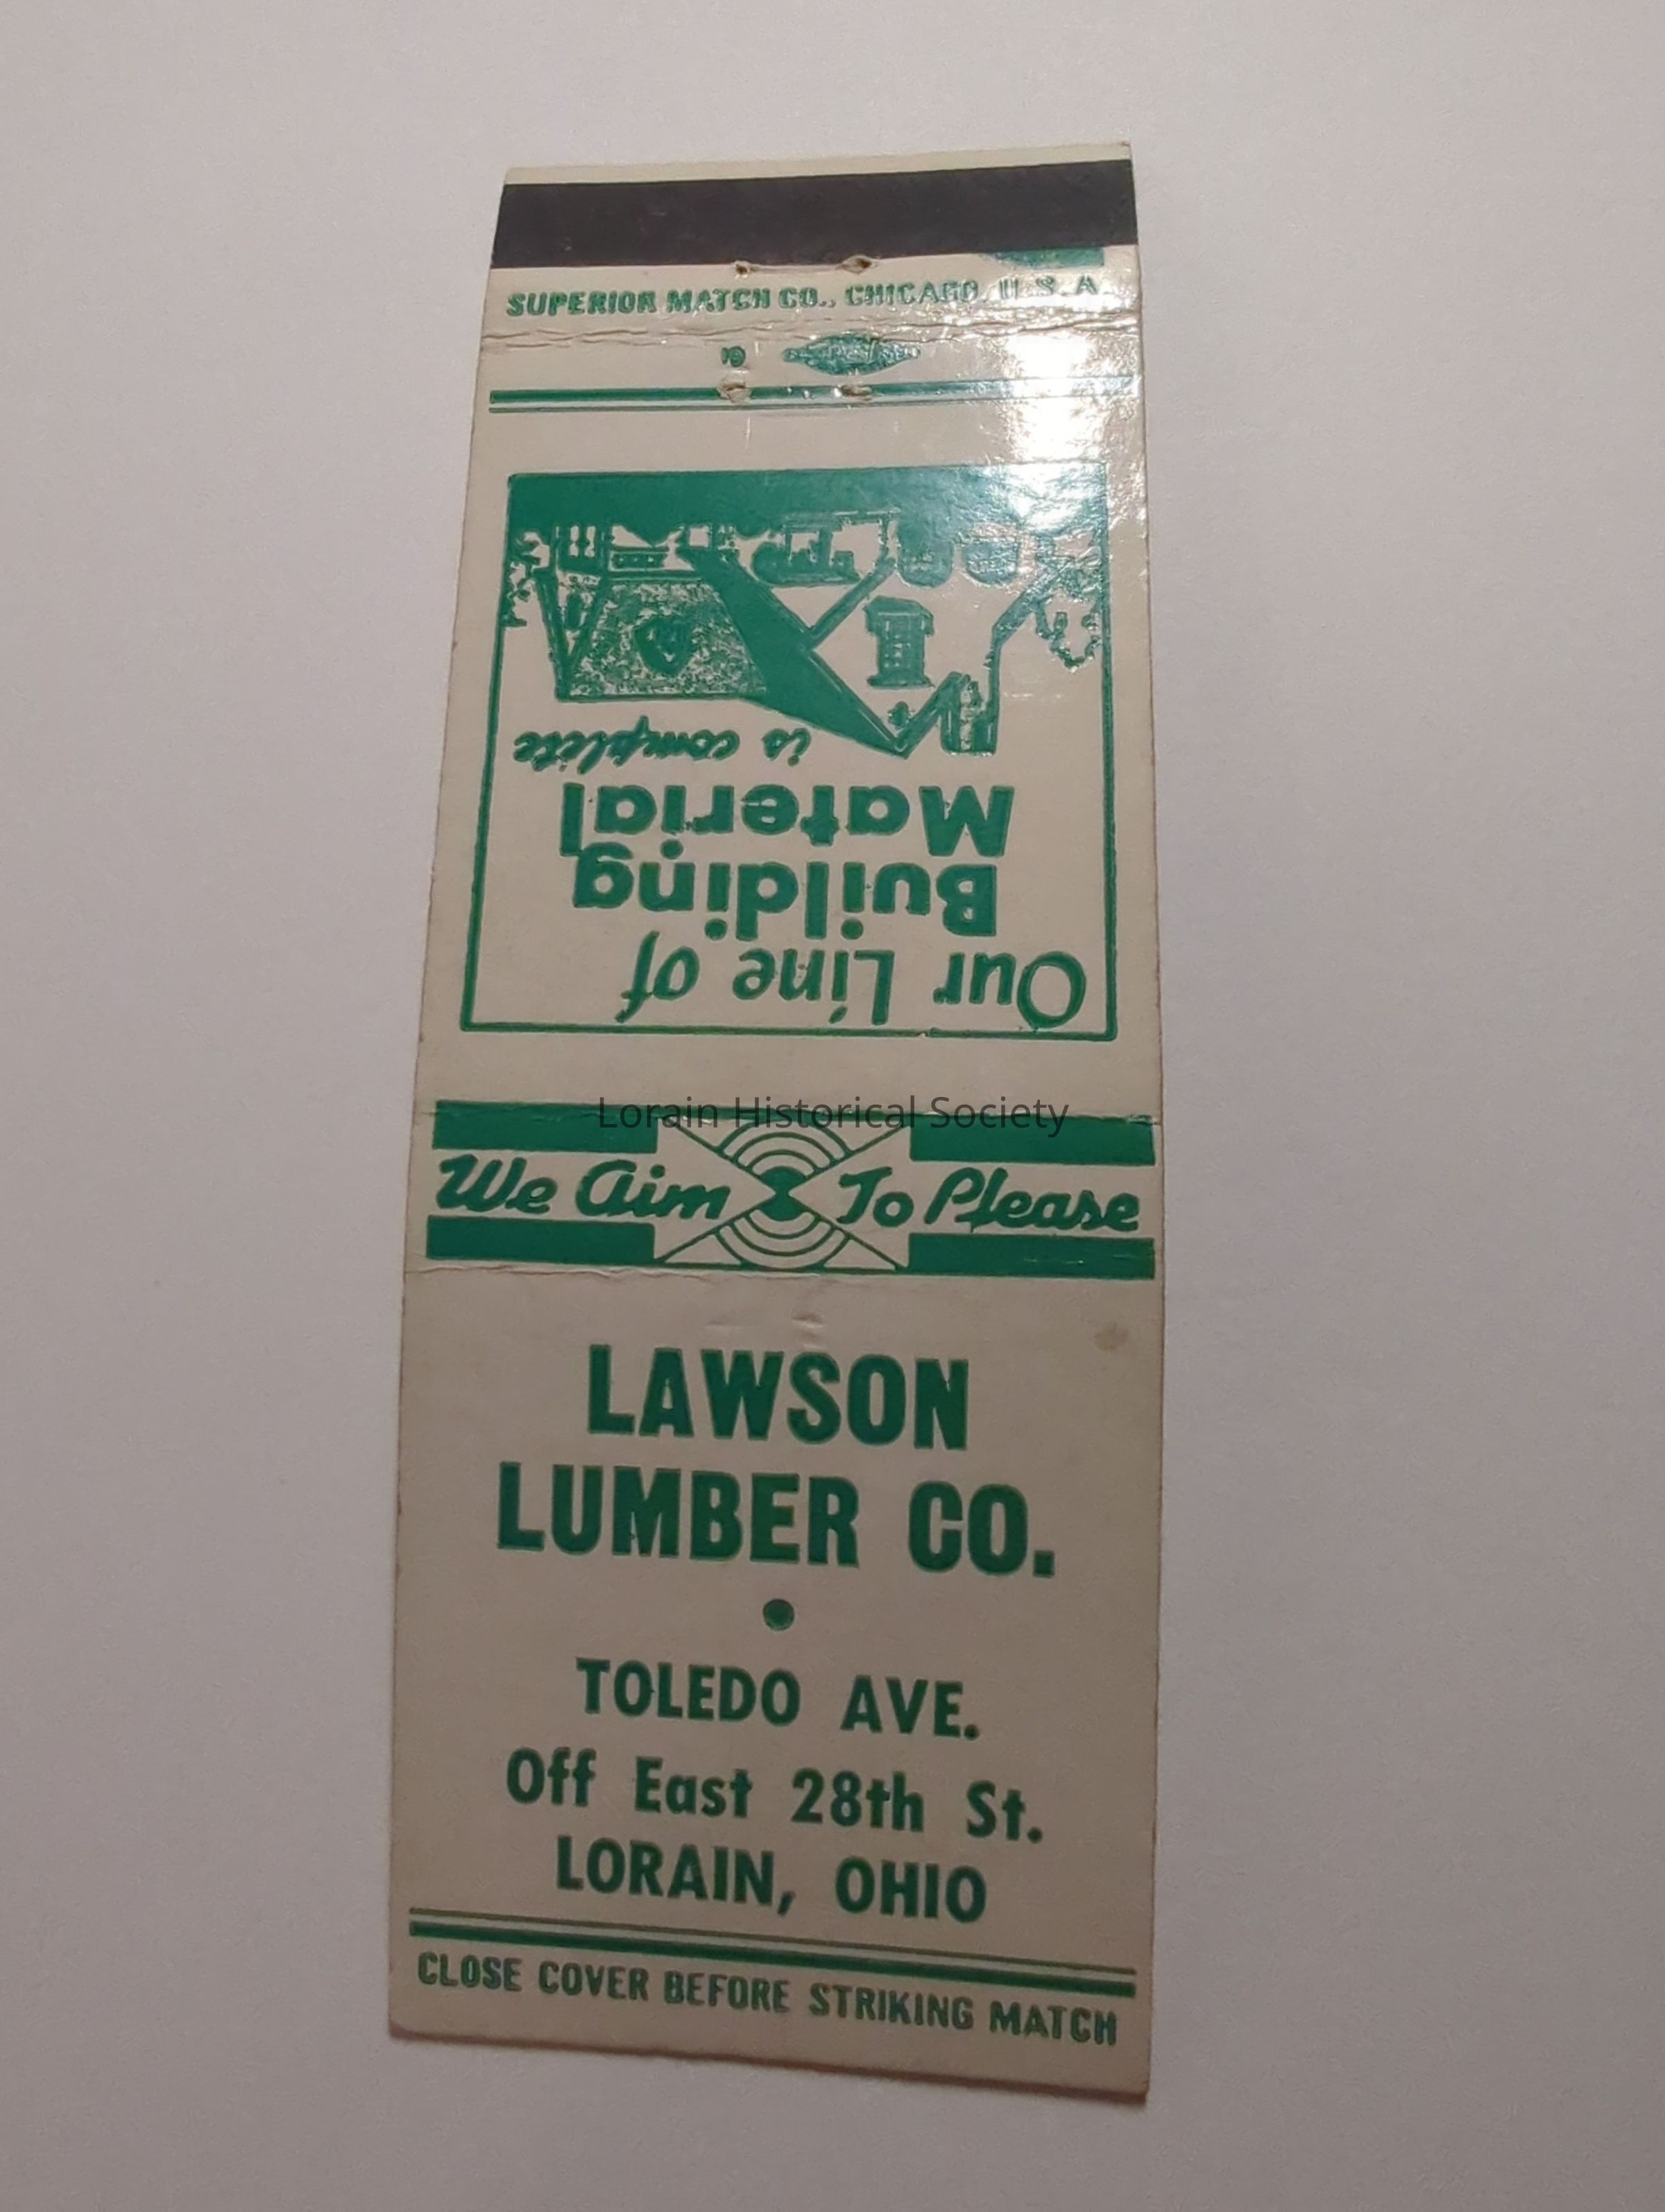 SUPERIOR MATCH CO., CHICAGO, U.S.A.
Our Line of
Building
Material
is complete
Lorain Historical Society
We Aim To Please
LAWSON
LUMBER CO.
•
TOLEDO AVE.
Off East 28th St.
LORAIN, OHIO
CLOSE COVER BEFORE STRIKING MATCH